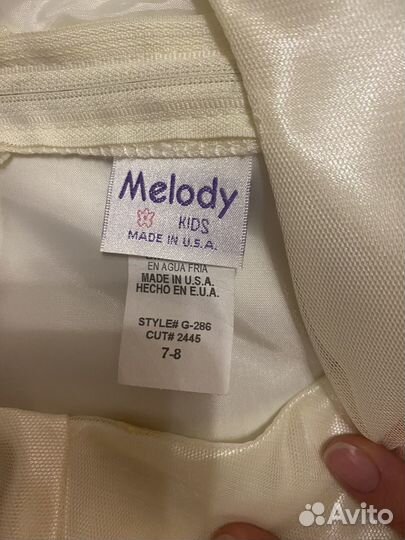 Melody
KIDS
MADE IN U.S.A.
EN AGUA FRIA
MADE IN U.S.A.
HECHO EN E.U.A.
STYLE# G-286
CUT# 2445
7-8
Avito